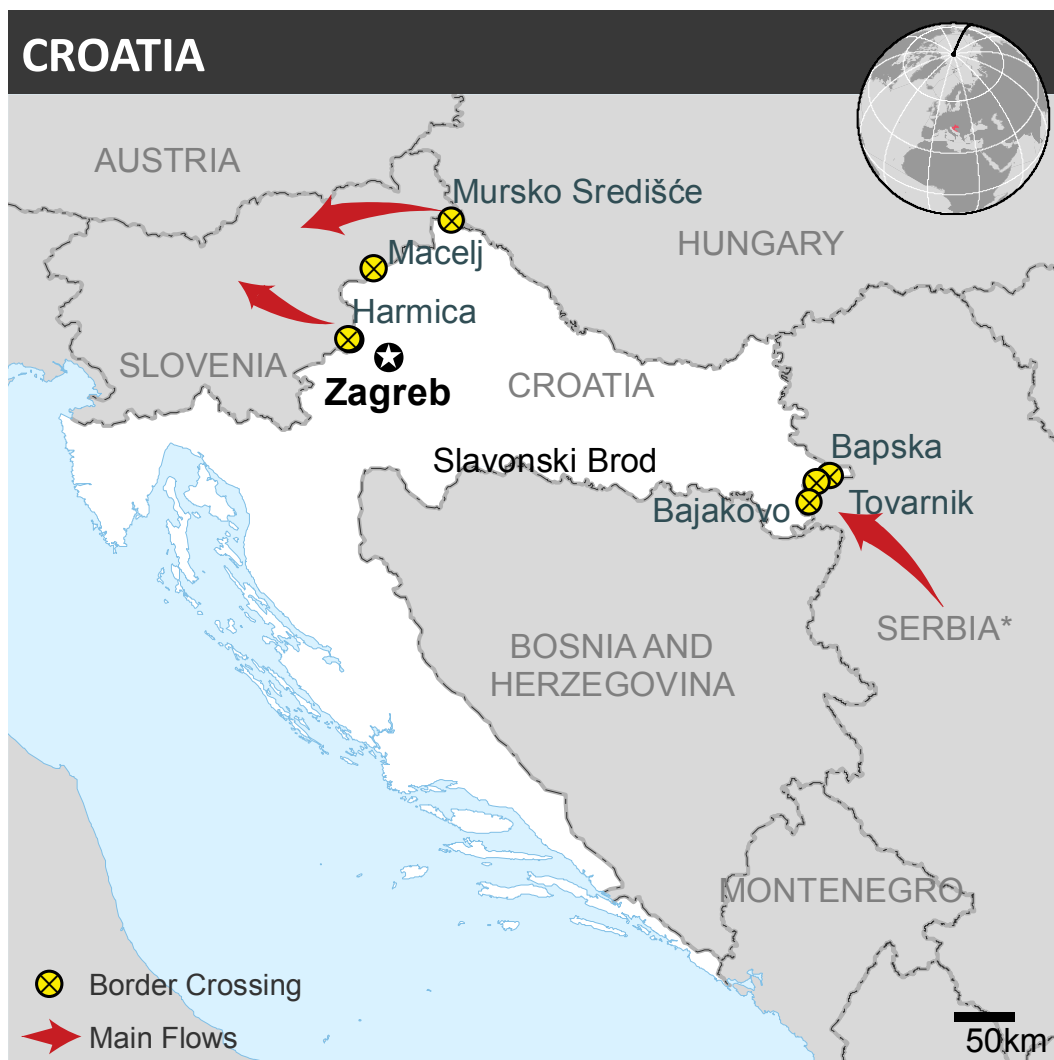 CROATIA
AUSTRIA
Mursko Središće
HUNGARY
Macelj
Harmica
SLOVENIA
CROATIA
Zagreb
Slavonski Brod
Bapska
Bajakovo
Tovarnik
SERBIA*
BOSNIA AND
HERZEGOVINA
MONTENEGRO
Border Crossing
Main Flows
50km